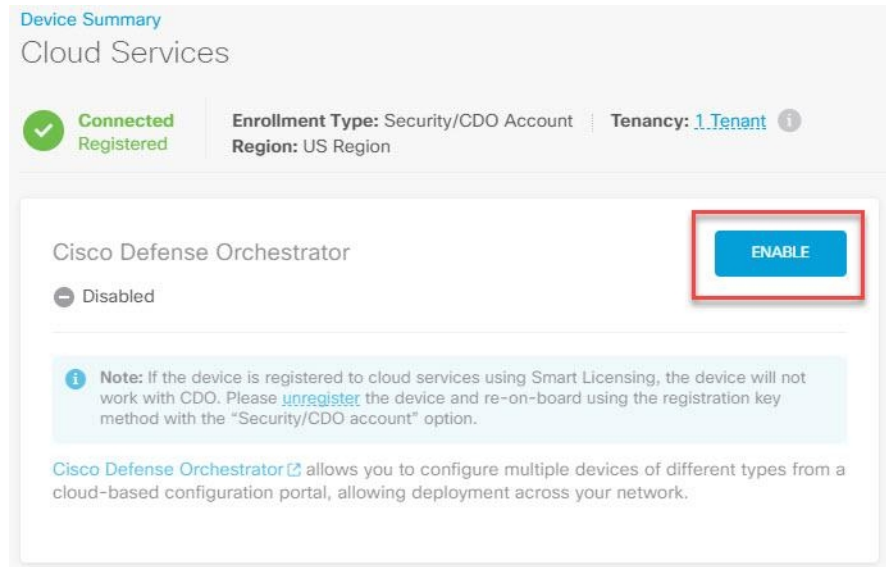 Device Summary
Cloud Services
Connected
Registered
Enrollment Type: Security/CDO Account
Region: US Region
Tenancy: 1 Tenant
Cisco Defense Orchestrator
ENABLE
Disabled
Note: If the device is registered to cloud services using Smart Licensing, the device will not
work with CDO. Please unregister the device and re-on-board using the registration key
method with the “Security/CDO account” option.
Cisco Defense Orchestrator allows you to configure multiple devices of different types from a
cloud-based configuration portal, allowing deployment across your network.